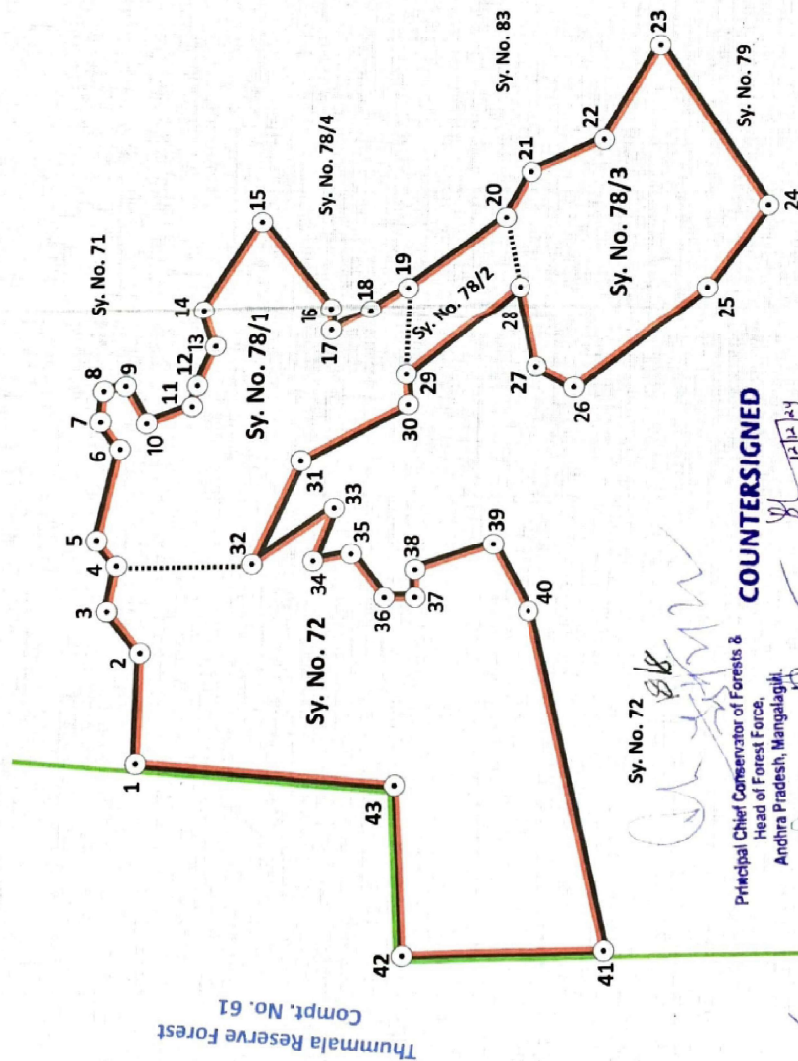 Sy. No. 71
Sy. No. 78/4
Sy. No. 83
Sy. No. 79
Sy. No. 78/1
Sy. No. 78/2
Sy. No. 78/3
Sy. No. 72
Sy. No. 72
1
2
3
4
5
6
7
8
9
10
11
12
13
14
15
16
17
18
19
20
21
22
23
24
25
26
27
28
29
30
31
32
33
34
35
36
37
38
39
40
41
42
43
Thummala Reserve Forest
Compt. No. 61
COUNTERSIGNED
Principal Chief Conservator of Forests &
Head of Forest Force,
Andhra Pradesh, Mangalagiri.
12/12/24